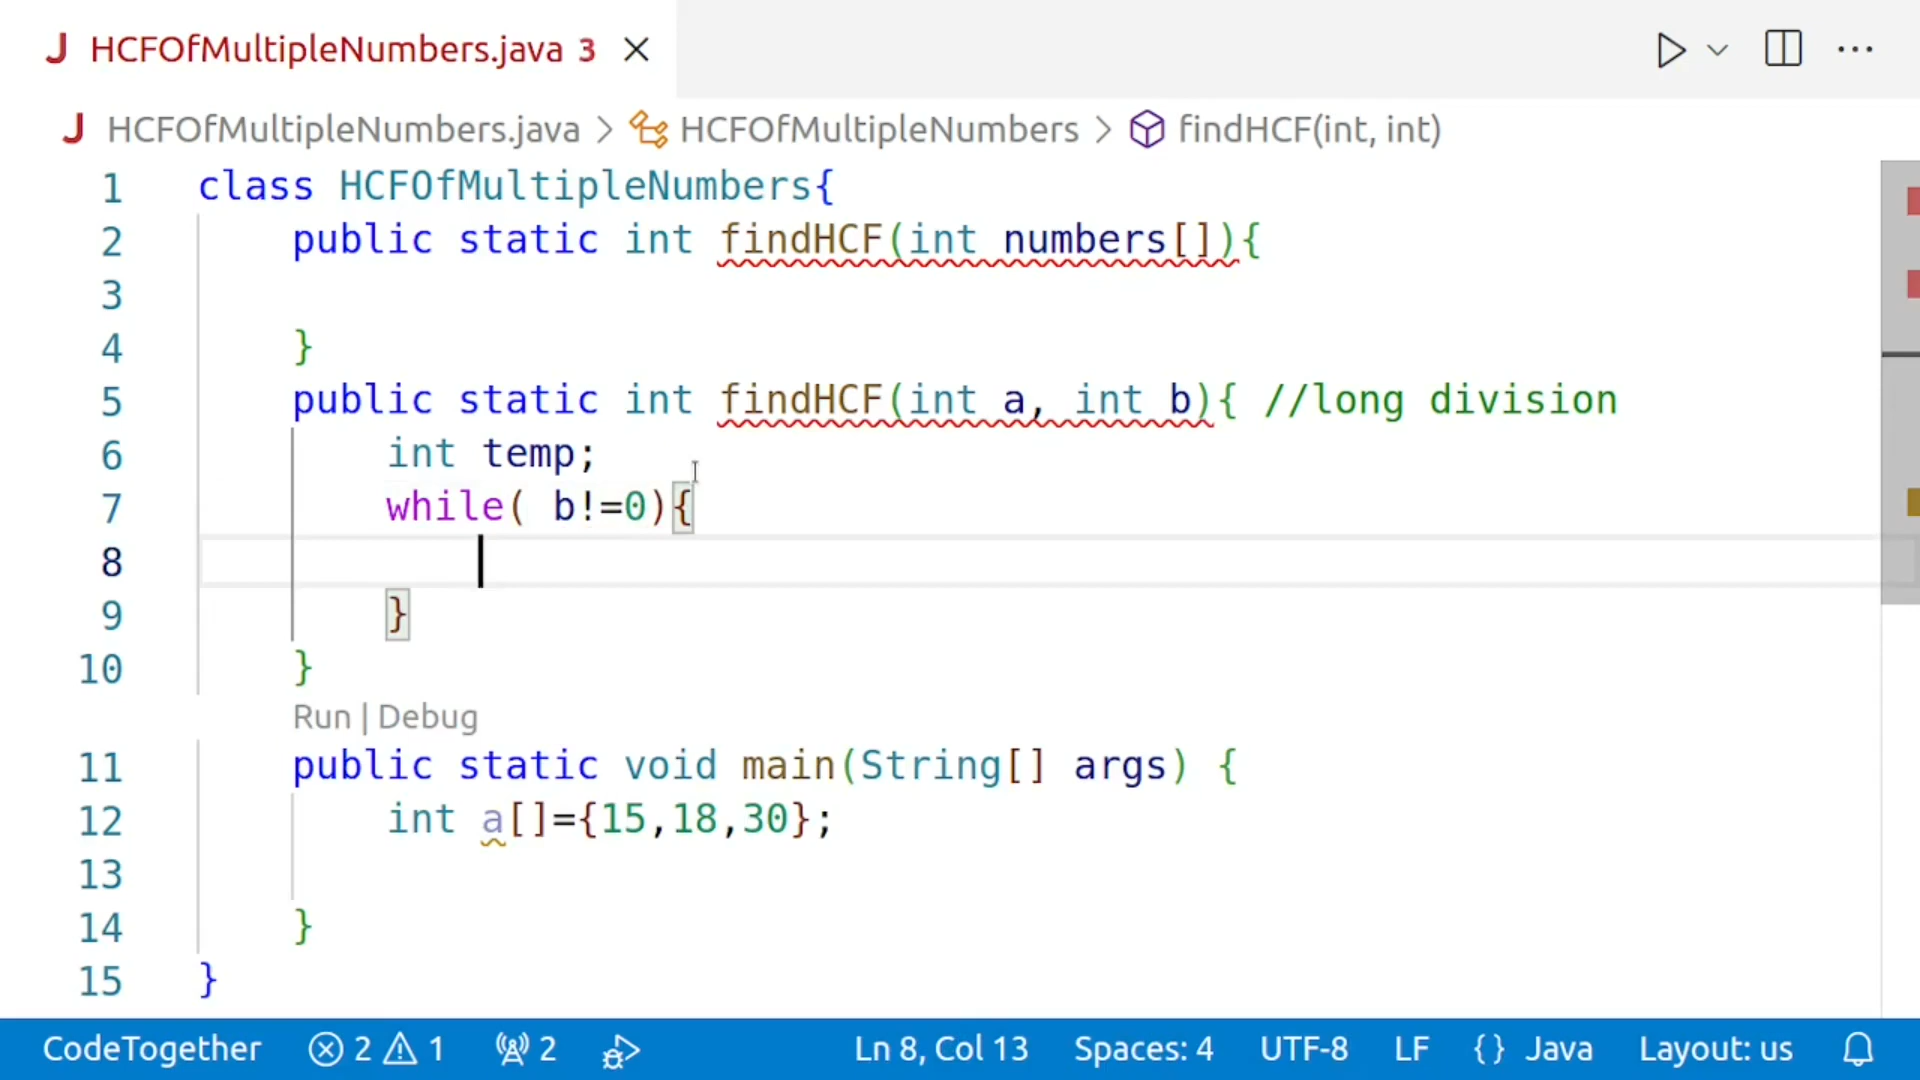 J HCFOfMultipleNumbers.java 3
J HCFOfMultipleNumbers.java > HCFOfMultipleNumbers > findHCF(int, int)
1 class HCFOfMultipleNumbers{
2     public static int findHCF(int numbers[]){
3
4     }
5     public static int findHCF(int a, int b){ //long division
6         int temp;
7         while( b!=0){
8
9         }
10     }
Run | Debug
11     public static void main(String[] args) {
12         int a[]={15,18,30};
13
14     }
15 }
CodeTogether 2 1 2 Ln 8, Col 13 Spaces: 4 UTF-8 LF {} Java Layout: us